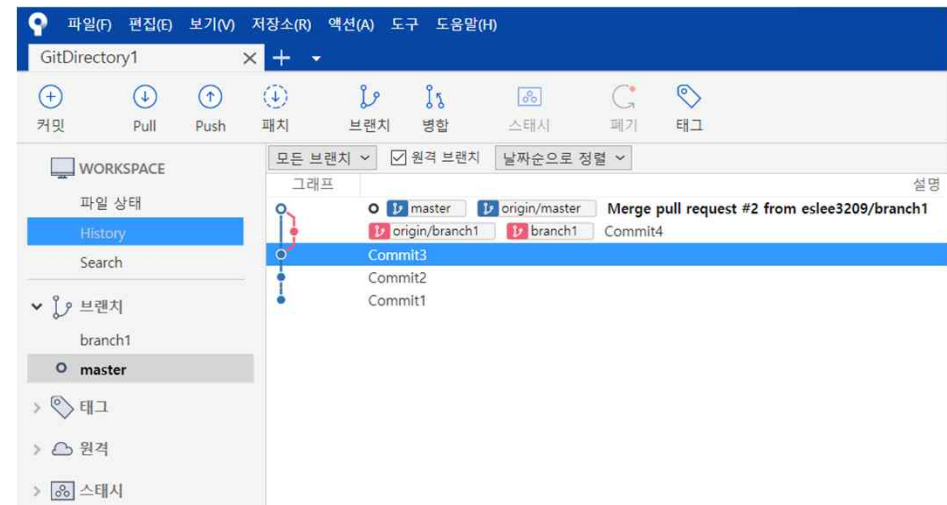 파일(F) 편집(E) 보기(V) 저장소(R) 액션(A) 도구 도움말(H)
GitDirectory1
커밋 Pull Push 패치 브랜치 병합 스태시 폐기 태그
WORKSPACE
파일 상태
History
Search
브랜치
branch1
master
태그
원격
스태시
모든 브랜치 원격 브랜치 날짜순으로 정렬
그래프 설명
master origin/master Merge pull request #2 from eslee3209/branch1
origin/branch1 branch1 Commit4
Commit3
Commit2
Commit1